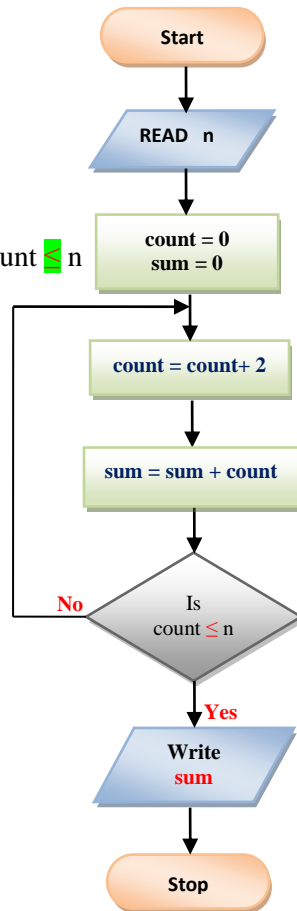 Start
READ n
count = 0
sum = 0
unt ≤ n
count = count+ 2
sum = sum + count
Is
count ≤ n
No
Yes
Write
sum
Stop